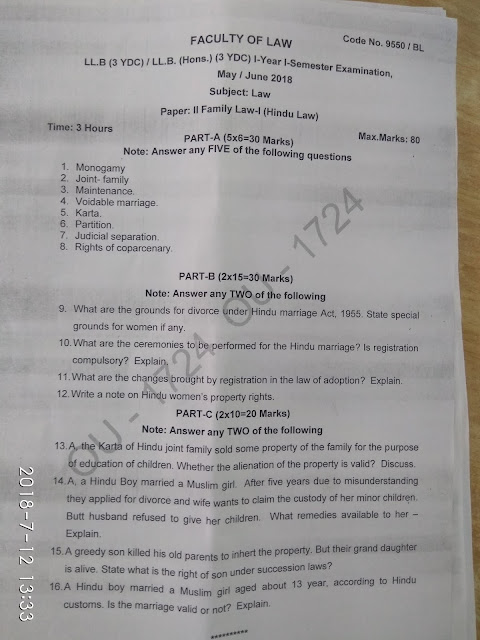 FACULTY OF LAW
Code No. 9550 / BL
LL.B (3 YDC) / LL.B. (Hons.) (3 YDC) I-Year I-Semester Examination,
May / June 2018
Subject: Law
Paper: II Family Law-I (Hindu Law)
Time: 3 Hours
Max.Marks: 80
PART-A (5x6=30 Marks)
Note: Answer any FIVE of the following questions
1. Monogamy
2. Joint- family
3. Maintenance.
4. Voidable marriage.
5. Karta.
6. Partition.
7. Judicial separation.
8. Rights of coparcenary.
PART-B (2x15=30 Marks)
Note: Answer any TWO of the following
9. What are the grounds for divorce under Hindu marriage Act, 1955. State special
grounds for women if any.
10. What are the ceremonies to be performed for the Hindu marriage? Is registration
compulsory? Explain.
11. What are the changes brought by registration in the law of adoption? Explain.
12. Write a note on Hindu women's property rights.
PART-C (2x10=20 Marks)
Note: Answer any TWO of the following
13. A, the Karta of Hindu joint family sold some property of the family for the purpose
of education of children. Whether the alienation of the property is valid? Discuss.
14. A, a Hindu Boy married a Muslim girl. After five years due to misunderstanding
they applied for divorce and wife wants to claim the custody of her minor children.
Butt husband refused to give her children. What remedies available to her –
Explain.
15. A greedy son killed his old parents to inhert the property. But their grand daughter
is alive. State what is the right of son under succession laws?
16. A Hindu boy married a Muslim girl aged about 13 year, according to Hindu
customs. Is the marriage valid or not? Explain.
**********
OU - 1724 OU - 1724
2018-7-12 13:33